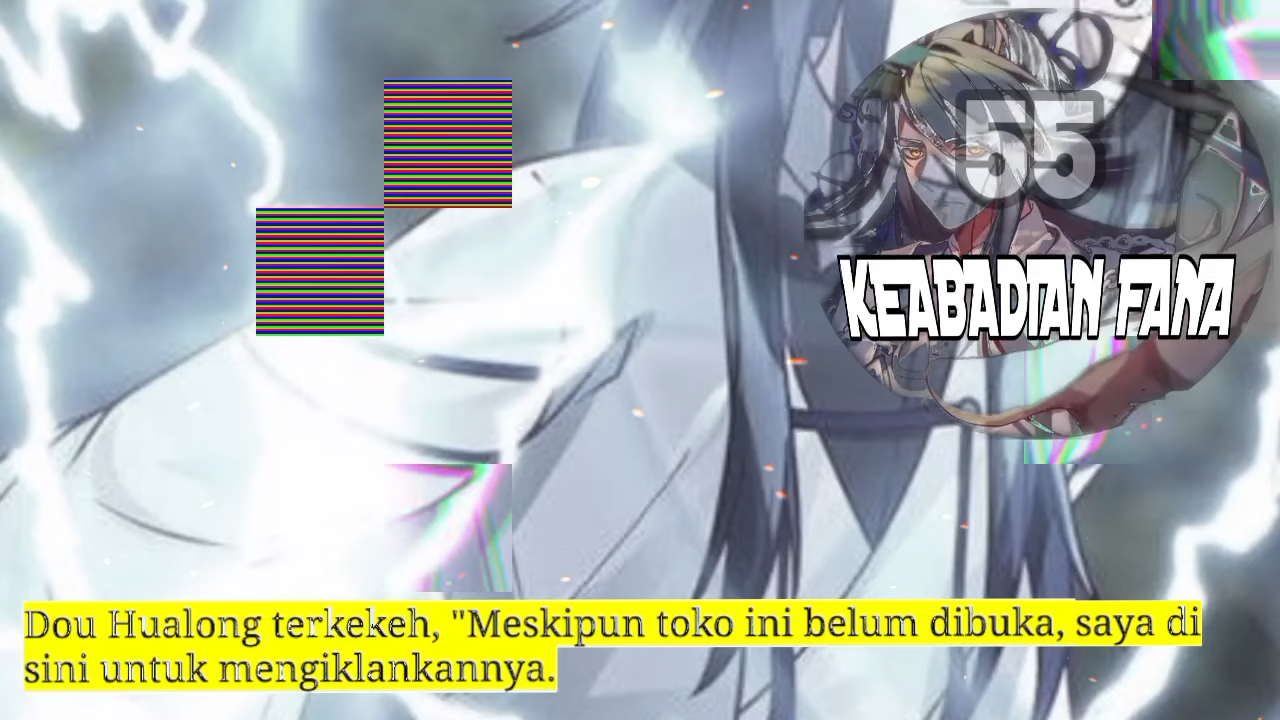 55
KEABADIAN FANA
Dou Hualong terkekeh, "Meskipun toko ini belum dibuka, saya di
sini untuk mengiklankannya.